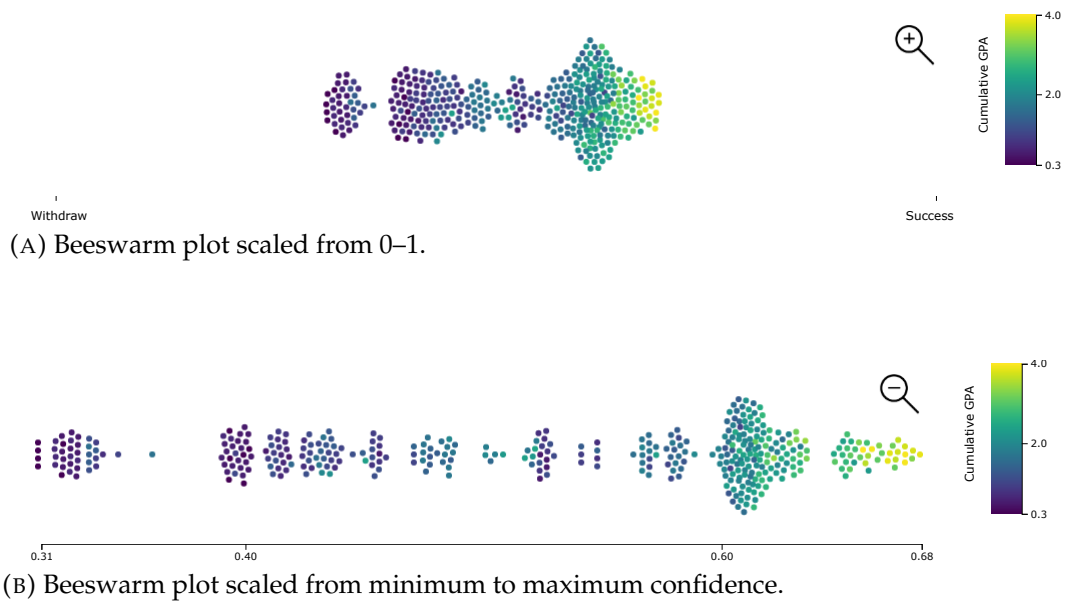 4.0
Cumulative GPA
2.0
0.3
Withdraw
Success
(A) Beeswarm plot scaled from 0–1.
4.0
Cumulative GPA
2.0
0.3
0.31 0.40 0.60 0.68
(B) Beeswarm plot scaled from minimum to maximum confidence.